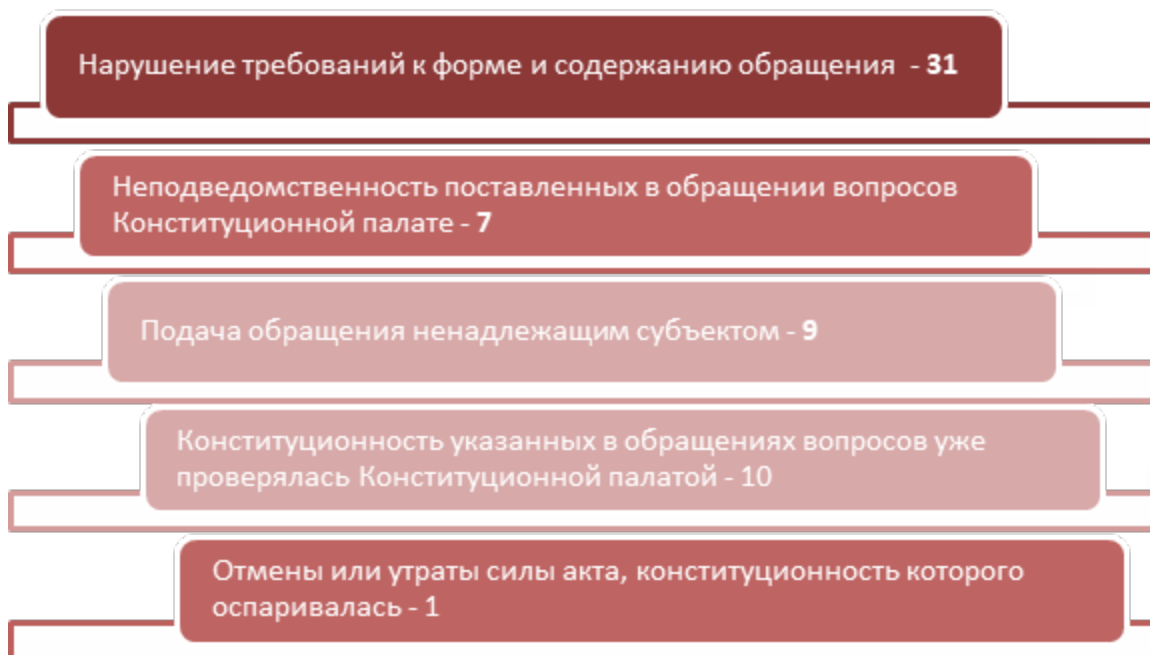 Нарушение требований к форме и содержанию обращения - 31
Неподведомственность поставленных в обращении вопросов
Конституционной палате - 7
Подача обращения ненадлежащим субъектом - 9
Конституционность указанных в обращениях вопросов уже
проверялась Конституционной палатой - 10
Отмены или утраты силы акта, конституционность которого
оспаривалась - 1